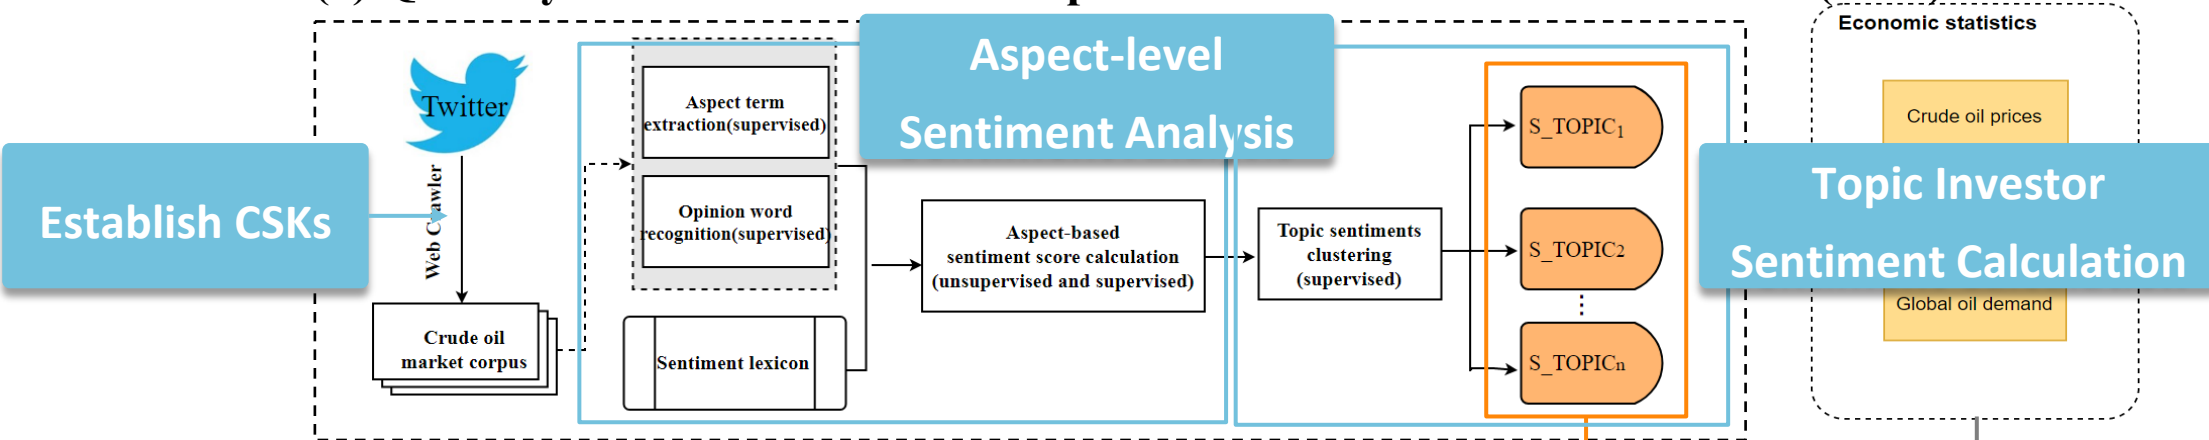 Economic statistics
Aspect-level
Sentiment Analysis
Twitter
Aspect term
extraction(supervised)
S_TOPIC1
Crude oil prices
Establish CSKs
Web Crawler
Opinion word
recognition(supervised)
Aspect-based
sentiment score calculation
(unsupervised and supervised)
Topic sentiments
clustering
(supervised)
S_TOPIC2
⋮
Topic Investor
Sentiment Calculation
Global oil demand
Crude oil
market corpus
Sentiment lexicon
S_TOPICn